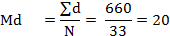 Md = ∑d/N = 660/33 = 20